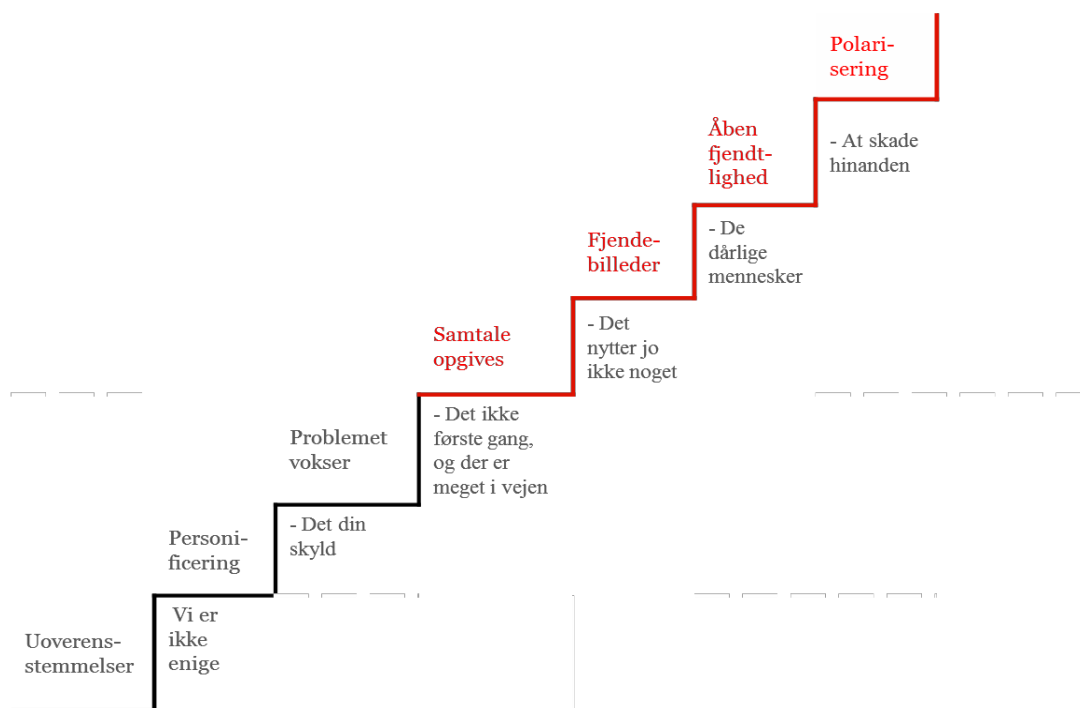 Uoverens-
stemmelser
Vi er
ikke
enige
Personi-
ficering
- Det din
skyld
Problemet
vokser
- Det ikke
første gang,
og der er
meget i vejen
Samtale
opgives
- Det
nytter jo
ikke noget
Fjende-
billeder
- De
dårlige
mennesker
Åben
fjendt-
lighed
- At skade
hinanden
Polari-
sering